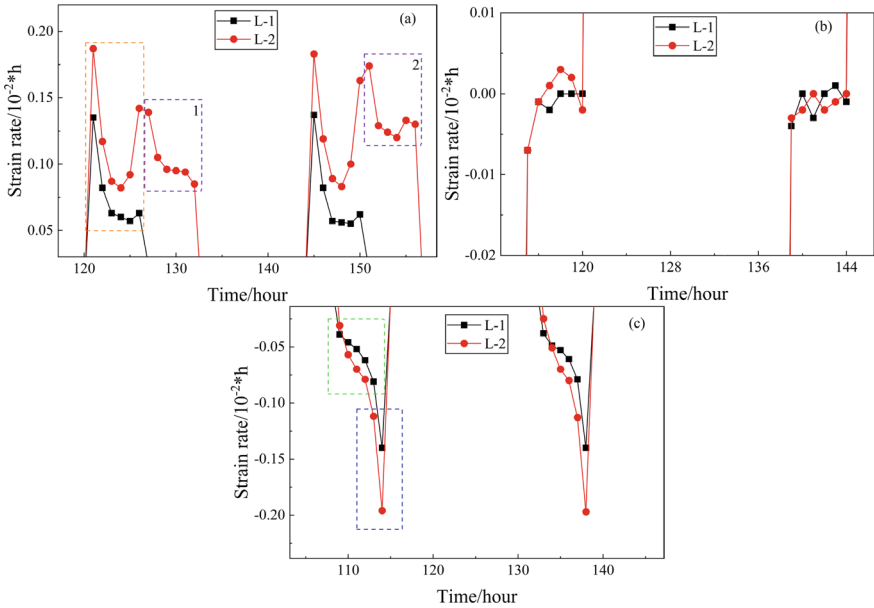 (a)
L-1
L-2
1
2
0.20
0.15
0.10
0.05
Strain rate/10⁻²*h
120
130
140
150
Time/hour
(b)
L-1
L-2
0.01
0.00
-0.01
-0.02
Strain rate/10⁻²*h
120
128
136
144
Time/hour
(c)
L-1
L-2
-0.05
-0.10
-0.15
-0.20
Strain rate/10⁻²*h
110
120
130
140
Time/hour